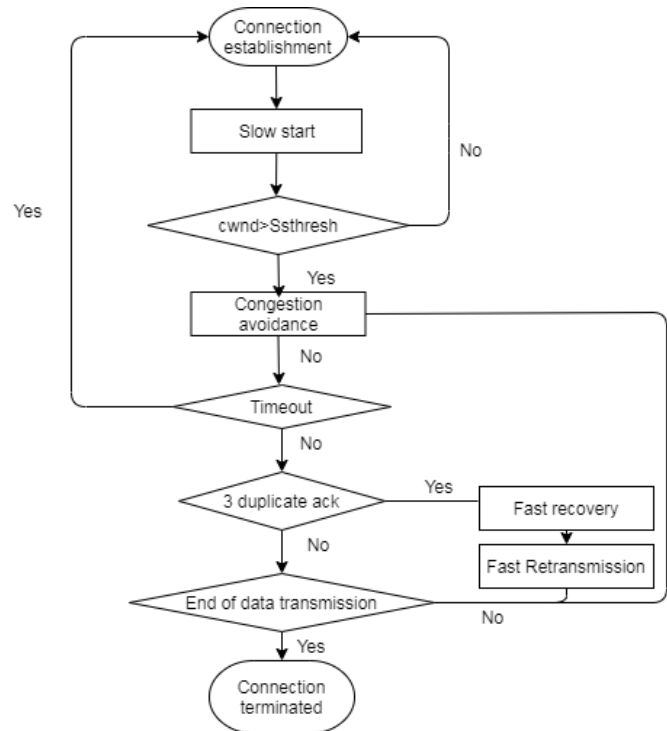 Connection
establishment
Slow start
No
Yes
cwnd>Ssthresh
Yes
Congestion
avoidance
No
Timeout
No
Yes
3 duplicate ack
Fast recovery
No
Fast Retransmission
End of data transmission
No
Yes
Connection
terminated